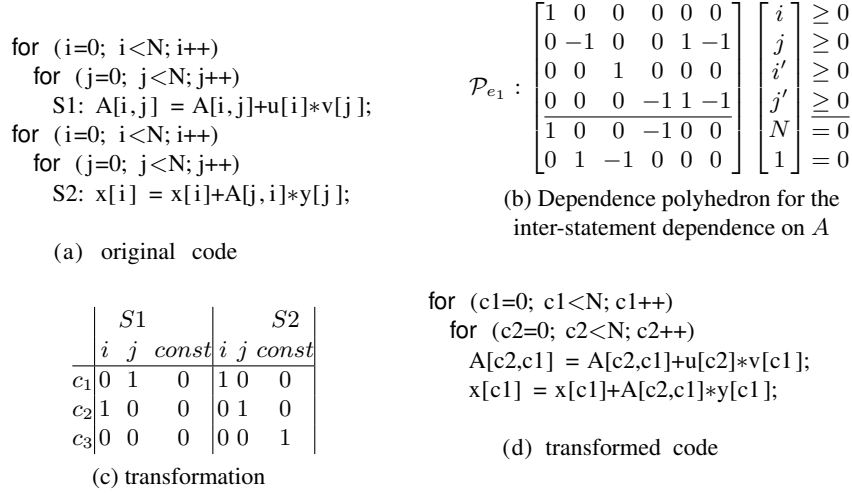 for (i=0; i<N; i++)
for (j=0; j<N; j++)
S1: A[i,j] = A[i,j]+u[i]*v[j];
for (i=0; i<N; i++)
for (j=0; j<N; j++)
S2: x[i] = x[i]+A[j,i]*y[j];
(a) original code
1 0 0 0 0 0 i ≥ 0
0 −1 0 0 1 −1 j ≥ 0
P_{e_1} : 0 0 1 0 0 0 i′ ≥ 0
0 0 0 −1 1 −1 j′ ≥ 0
1 0 0 −1 0 0 N = 0
0 1 −1 0 0 0 1 = 0
(b) Dependence polyhedron for the
inter-statement dependence on A
S1 S2
i j const i j const
c1 0 1 0 1 0 0
c2 1 0 0 0 1 0
c3 0 0 0 0 0 1
(c) transformation
for (c1=0; c1<N; c1++)
for (c2=0; c2<N; c2++)
A[c2,c1] = A[c2,c1]+u[c2]*v[c1];
x[c1] = x[c1]+A[c2,c1]*y[c1];
(d) transformed code